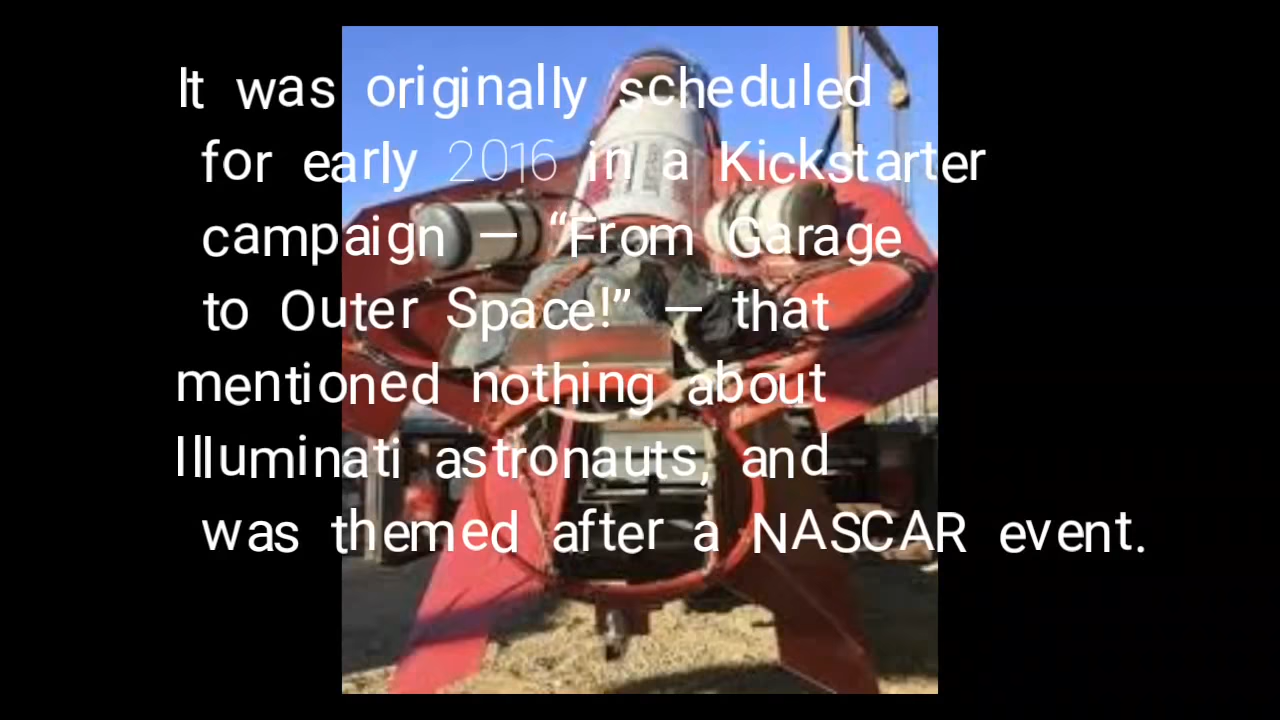 It was originally scheduled
for early 2016 in a Kickstarter
campaign — “From Garage
to Outer Space!” — that
mentioned nothing about
Illuminati astronauts, and
was themed after a NASCAR event.